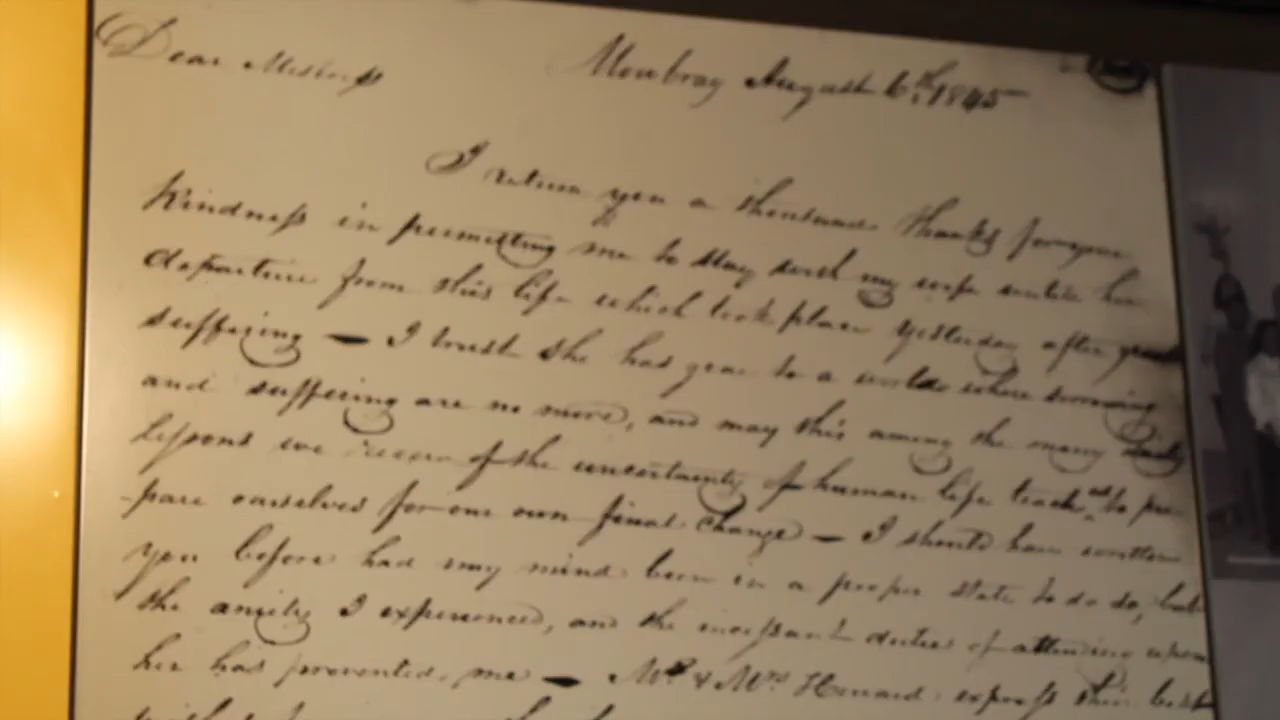 Dear Mistress Mowbray August 6th, 1845
I return you a thousand thanks for your
kindness in permitting me to stay with my wife until her
departure from this life which took place yesterday after great
suffering — I trust she has gone to a world where sorrowing
and suffering are no more, and may this among the many daily
lessons we receive of the uncertainty of human life teach us to pre
-pare ourselves for our own final change — I should have written
you before had my mind been in a proper state to do so, but
the anxity I experienced, and the incessant duties of attending upon
her has prevented me — Mr & Mrs Howard express their best